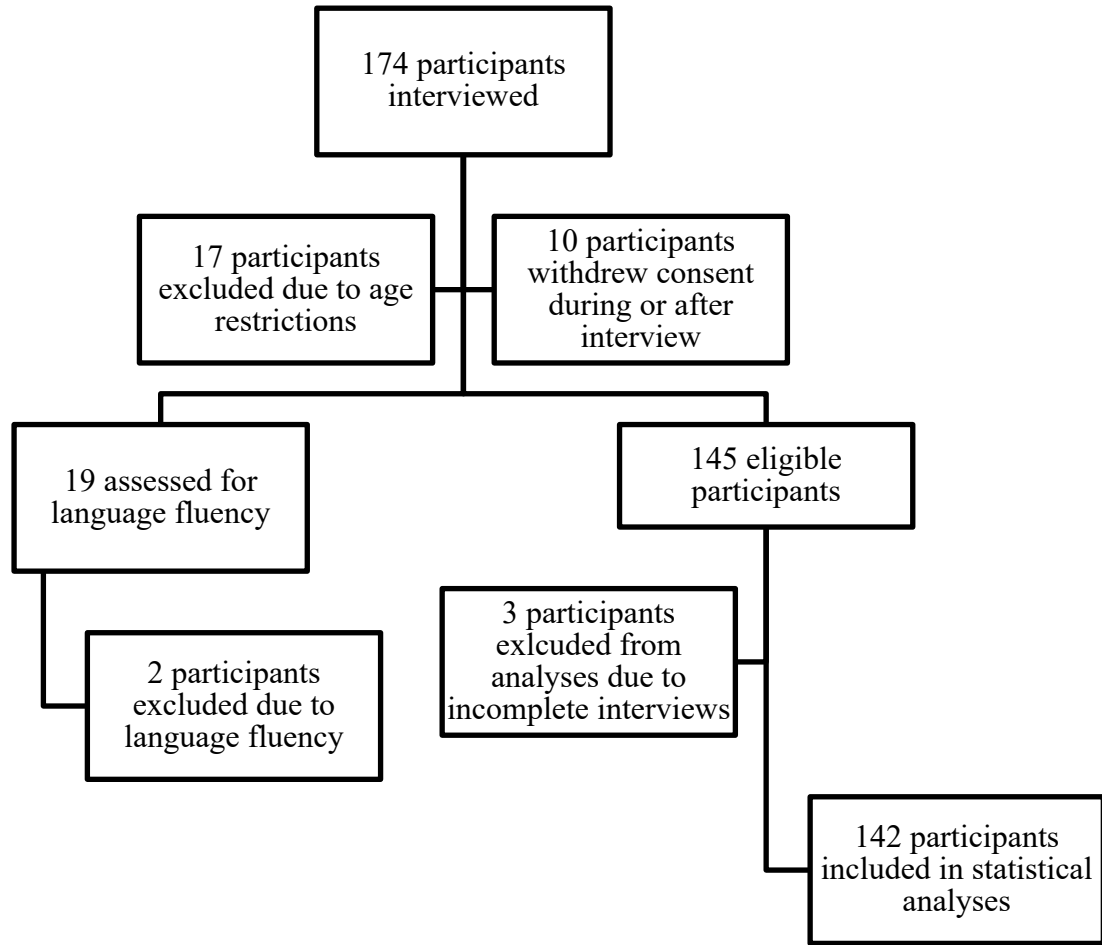 174 participants
interviewed
17 participants
excluded due to age
restrictions
10 participants
withdrew consent
during or after
interview
19 assessed for
language fluency
145 eligible
participants
2 participants
excluded due to
language fluency
3 participants
exlcuded from
analyses due to
incomplete interviews
142 participants
included in statistical
analyses